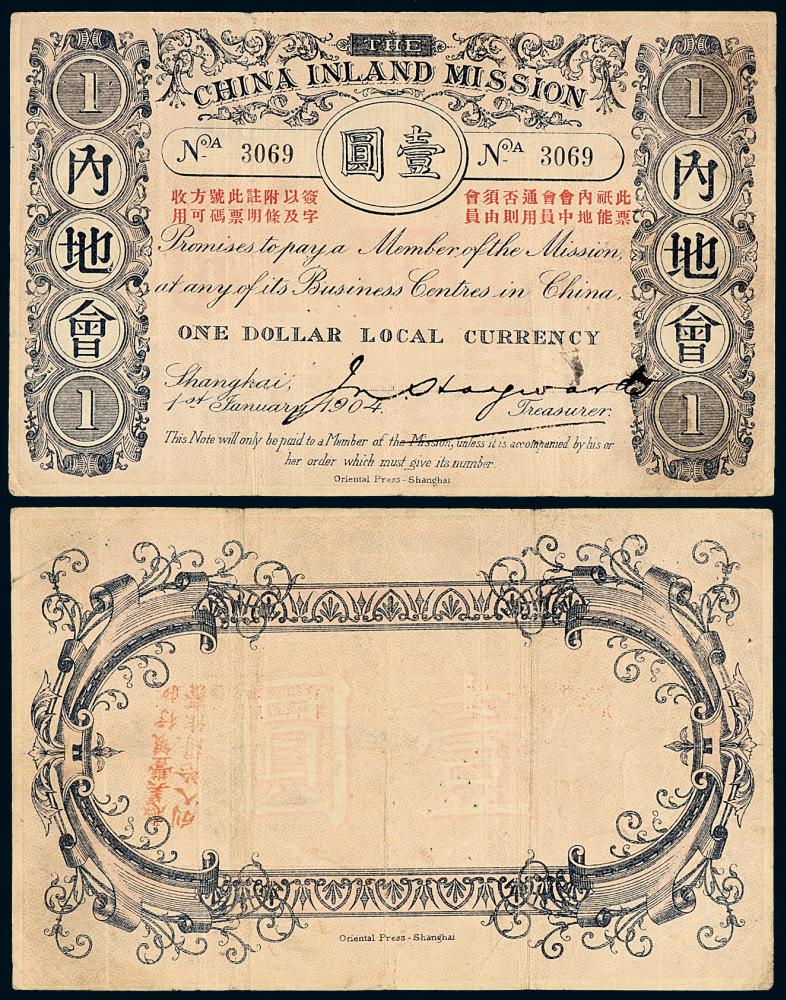 THE
CHINA INLAND MISSION
1
內地會
1
1
內地會
1
Nº A 3069
壹圓
Nº A 3069
此票祇能內地會中會員通用否則須由會員
簽字以及附條註明此票號碼方可收用
Promises to pay a Member of the Mission,
at any of its Business Centres in China,
ONE DOLLAR LOCAL CURRENCY
Shanghai,
1st January, 1904.
Treasurer.
This Note will only be paid to a Member of the Mission, unless it is accompanied by his or
her order which must give its number.
Oriental Press - Shanghai
壹圓
Oriental Press - Shanghai